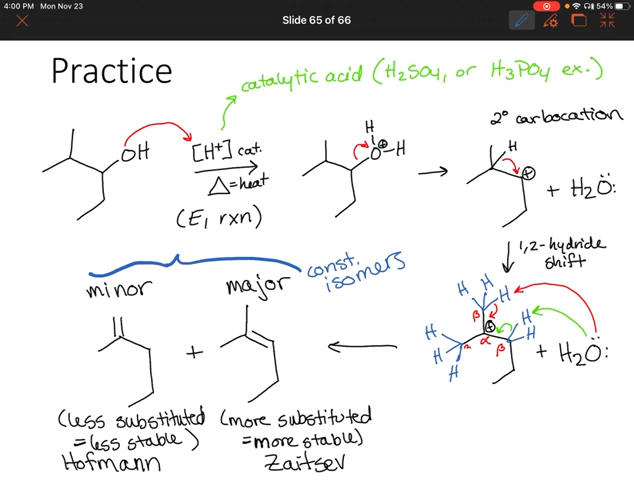 4:00 PM Mon Nov 23
54%
Slide 65 of 66
Practice
catalytic acid (H2SO4, or H3PO4 ex.)
2° carbocation
OH
[H+] cat.
△=heat
(E1 rxn)
H
O-H
⊕
H
⊕
+ H2O:
1,2-hydride
shift
const.
isomers
minor
major
H H H
β
⊕
H
H
α
β
H
H
H
+ H2O:
+
(less substituted
=less stable)
Hofmann
(more substituted
=more stable)
Zaitsev